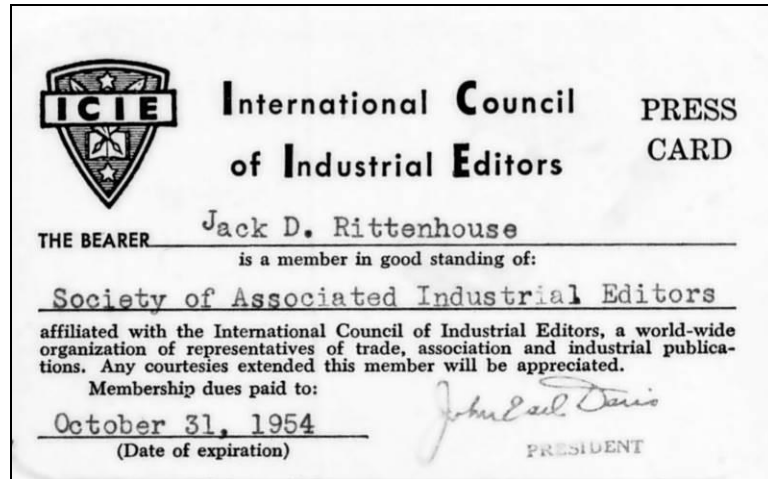 ICIE
International Council
of Industrial Editors
PRESS
CARD
THE BEARER Jack D. Rittenhouse
is a member in good standing of:
Society of Associated Industrial Editors
affiliated with the International Council of Industrial Editors, a world-wide
organization of representatives of trade, association and industrial publica-
tions. Any courtesies extended this member will be appreciated.
Membership dues paid to:
October 31, 1954
(Date of expiration)
John Earl Davis
PRESIDENT